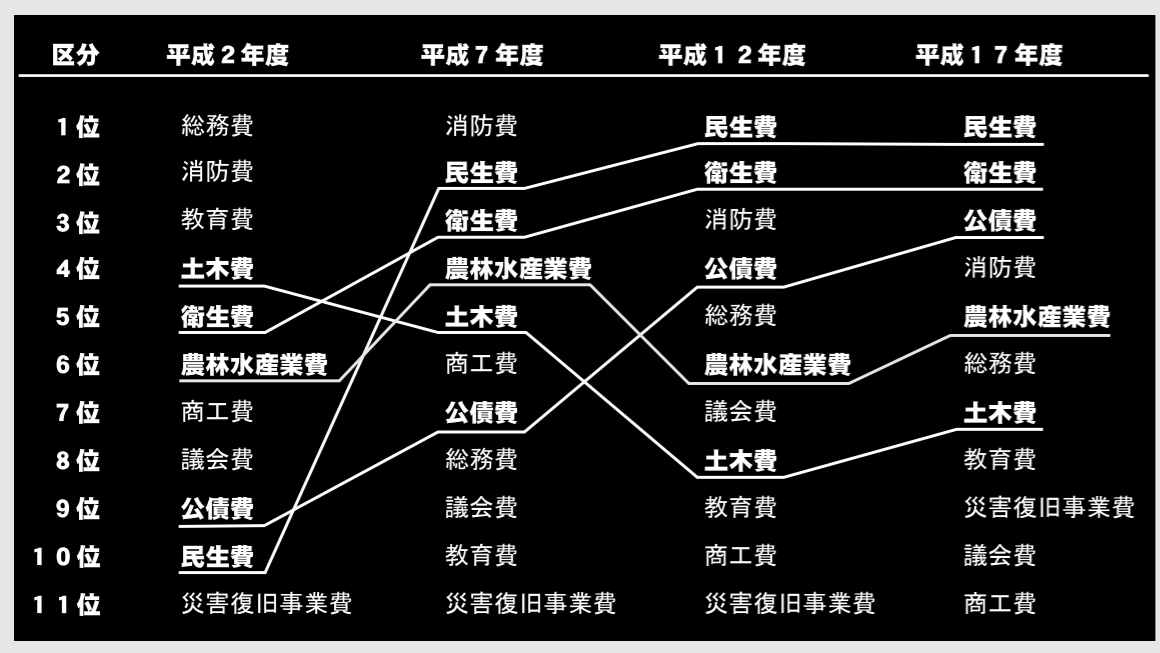 区分 平成２年度 平成７年度 平成１２年度 平成１７年度
１位 総務費 消防費 民生費 民生費
２位 消防費 民生費 衛生費 衛生費
３位 教育費 衛生費 消防費 公債費
４位 土木費 農林水産業費 公債費 消防費
５位 衛生費 土木費 総務費 農林水産業費
６位 農林水産業費 商工費 農林水産業費 総務費
７位 商工費 公債費 議会費 土木費
８位 議会費 総務費 土木費 教育費
９位 公債費 議会費 教育費 災害復旧事業費
１０位 民生費 教育費 商工費 議会費
１１位 災害復旧事業費 災害復旧事業費 災害復旧事業費 商工費